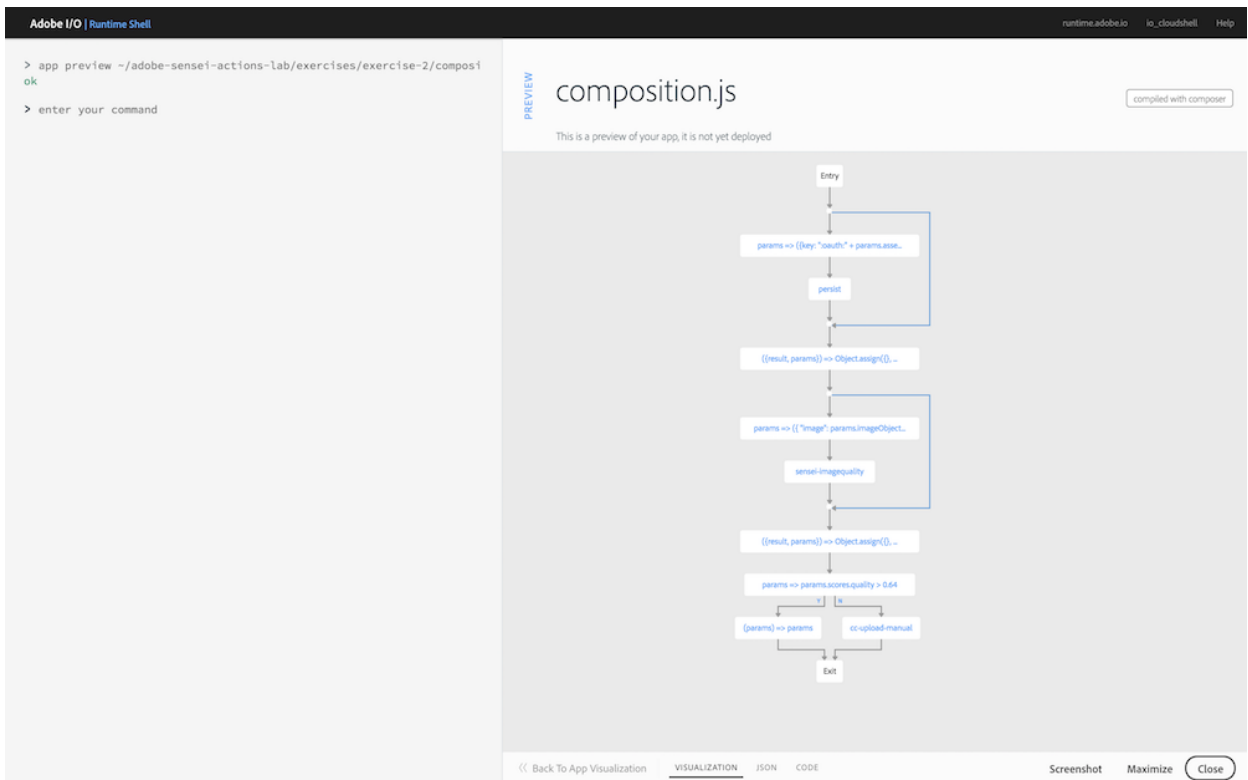 Adobe I/O | Runtime Shell
runtime.adobe.io io_cloudshell Help
> app preview ~/adobe-sensei-actions-lab/exercises/exercise-2/composi
ok
> enter your command
PREVIEW
composition.js
compiled with composer
This is a preview of your app, it is not yet deployed
Entry
params => ({key: ":oauth:" + params.asse...
persist
({result, params}) => Object.assign({}, ...
params => ({ "image": params.imageObject...
sensei-imagequality
({result, params}) => Object.assign({}, ...
params => params.scores.quality > 0.64
Y N
(params) => params cc-upload-manual
Exit
⟨⟨ Back To App Visualization VISUALIZATION JSON CODE Screenshot Maximize Close